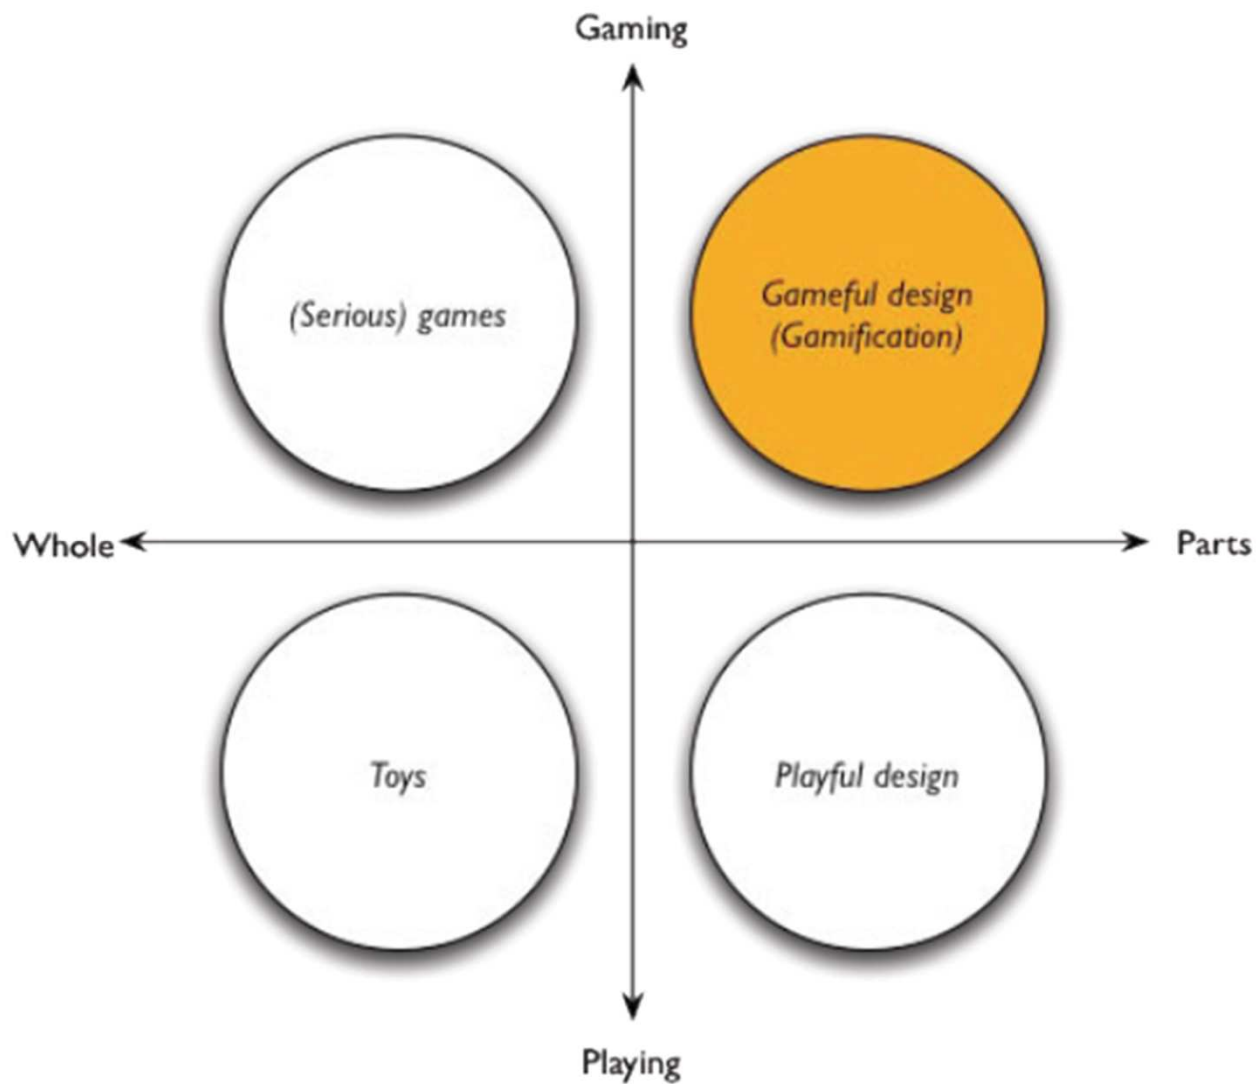 Gaming
(Serious) games
Gameful design
(Gamification)
Whole
Parts
Toys
Playful design
Playing